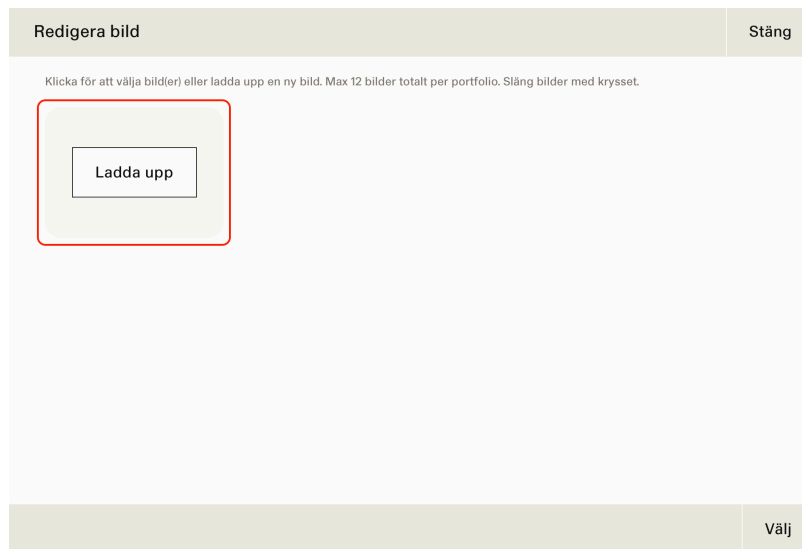 Redigera bild
Stäng
Klicka för att välja bild(er) eller ladda upp en ny bild. Max 12 bilder totalt per portfolio. Släng bilder med krysset.
Ladda upp
Välj